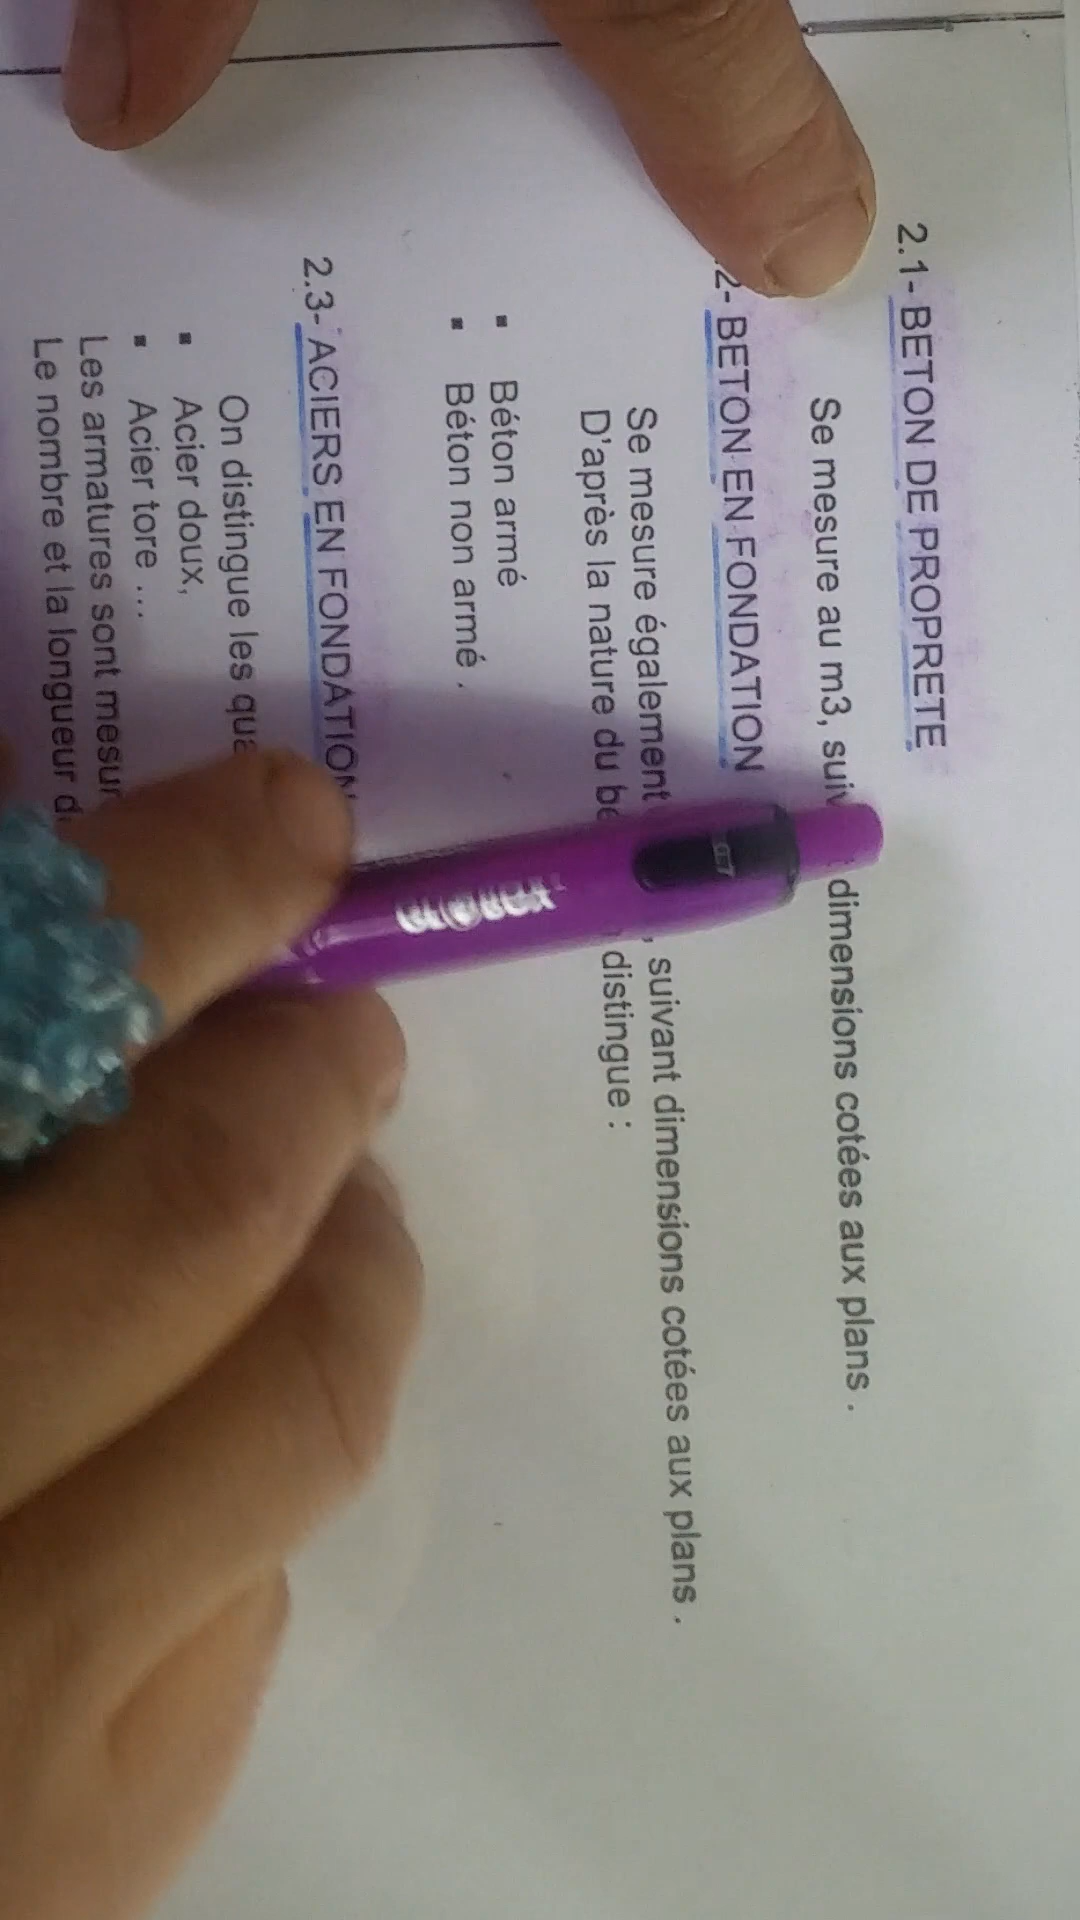 2.1- BETON DE PROPRETE
Se mesure au m3, dimensions cotées aux plans .
2- BETON EN FONDATION
Se mesure également , suivant dimensions cotées aux plans .
D'après la nature du distingue :
▪ Béton armé
▪ Béton non armé .
2.3- ACIERS EN FONDATION
On distingue les
▪ Acier doux,
▪ Acier tore ...
Les armatures sont
Le nombre et la longueur